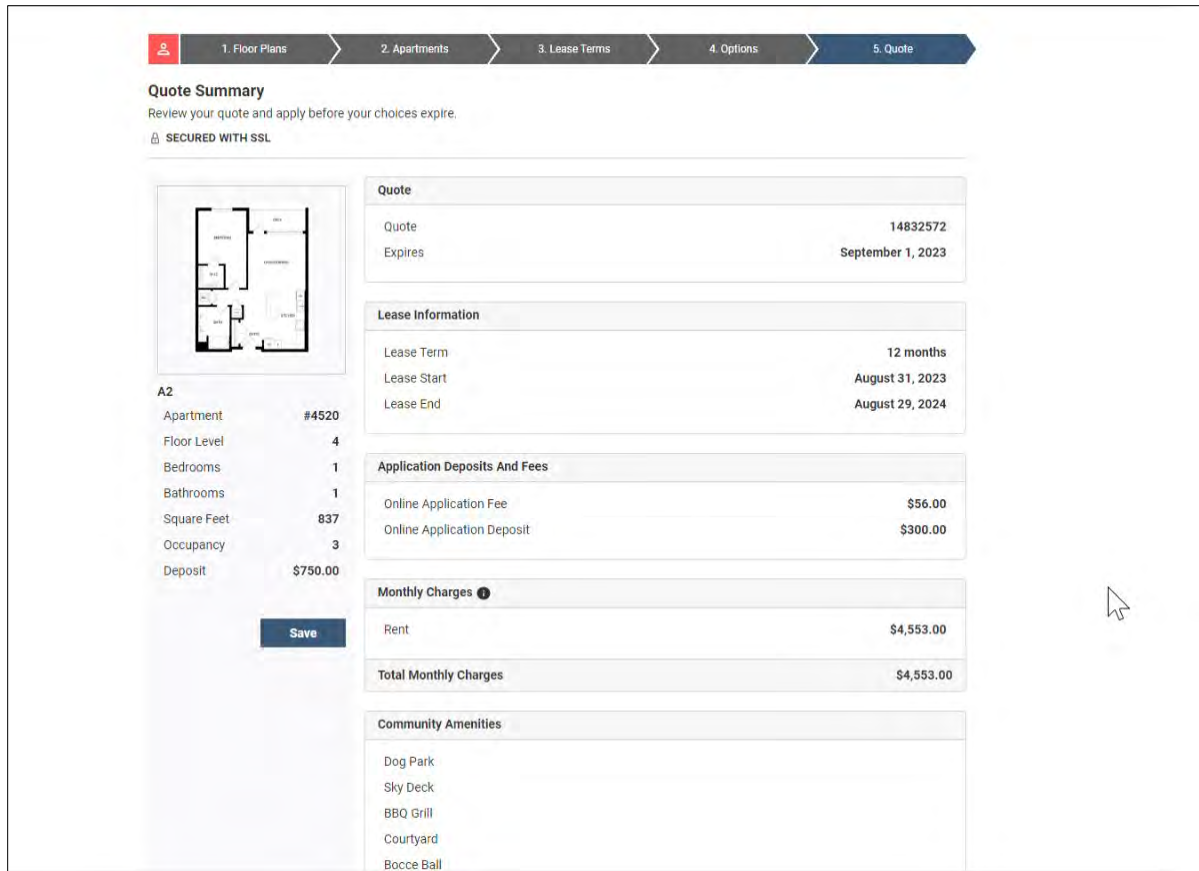 1. Floor Plans
2. Apartments
3. Lease Terms
4. Options
5. Quote
Quote Summary
Review your quote and apply before your choices expire.
SECURED WITH SSL
A2
Apartment #4520
Floor Level 4
Bedrooms 1
Bathrooms 1
Square Feet 837
Occupancy 3
Deposit $750.00
Save
Quote
Quote 14832572
Expires September 1, 2023
Lease Information
Lease Term 12 months
Lease Start August 31, 2023
Lease End August 29, 2024
Application Deposits And Fees
Online Application Fee $56.00
Online Application Deposit $300.00
Monthly Charges
Rent $4,553.00
Total Monthly Charges $4,553.00
Community Amenities
Dog Park
Sky Deck
BBQ Grill
Courtyard
Bocce Ball